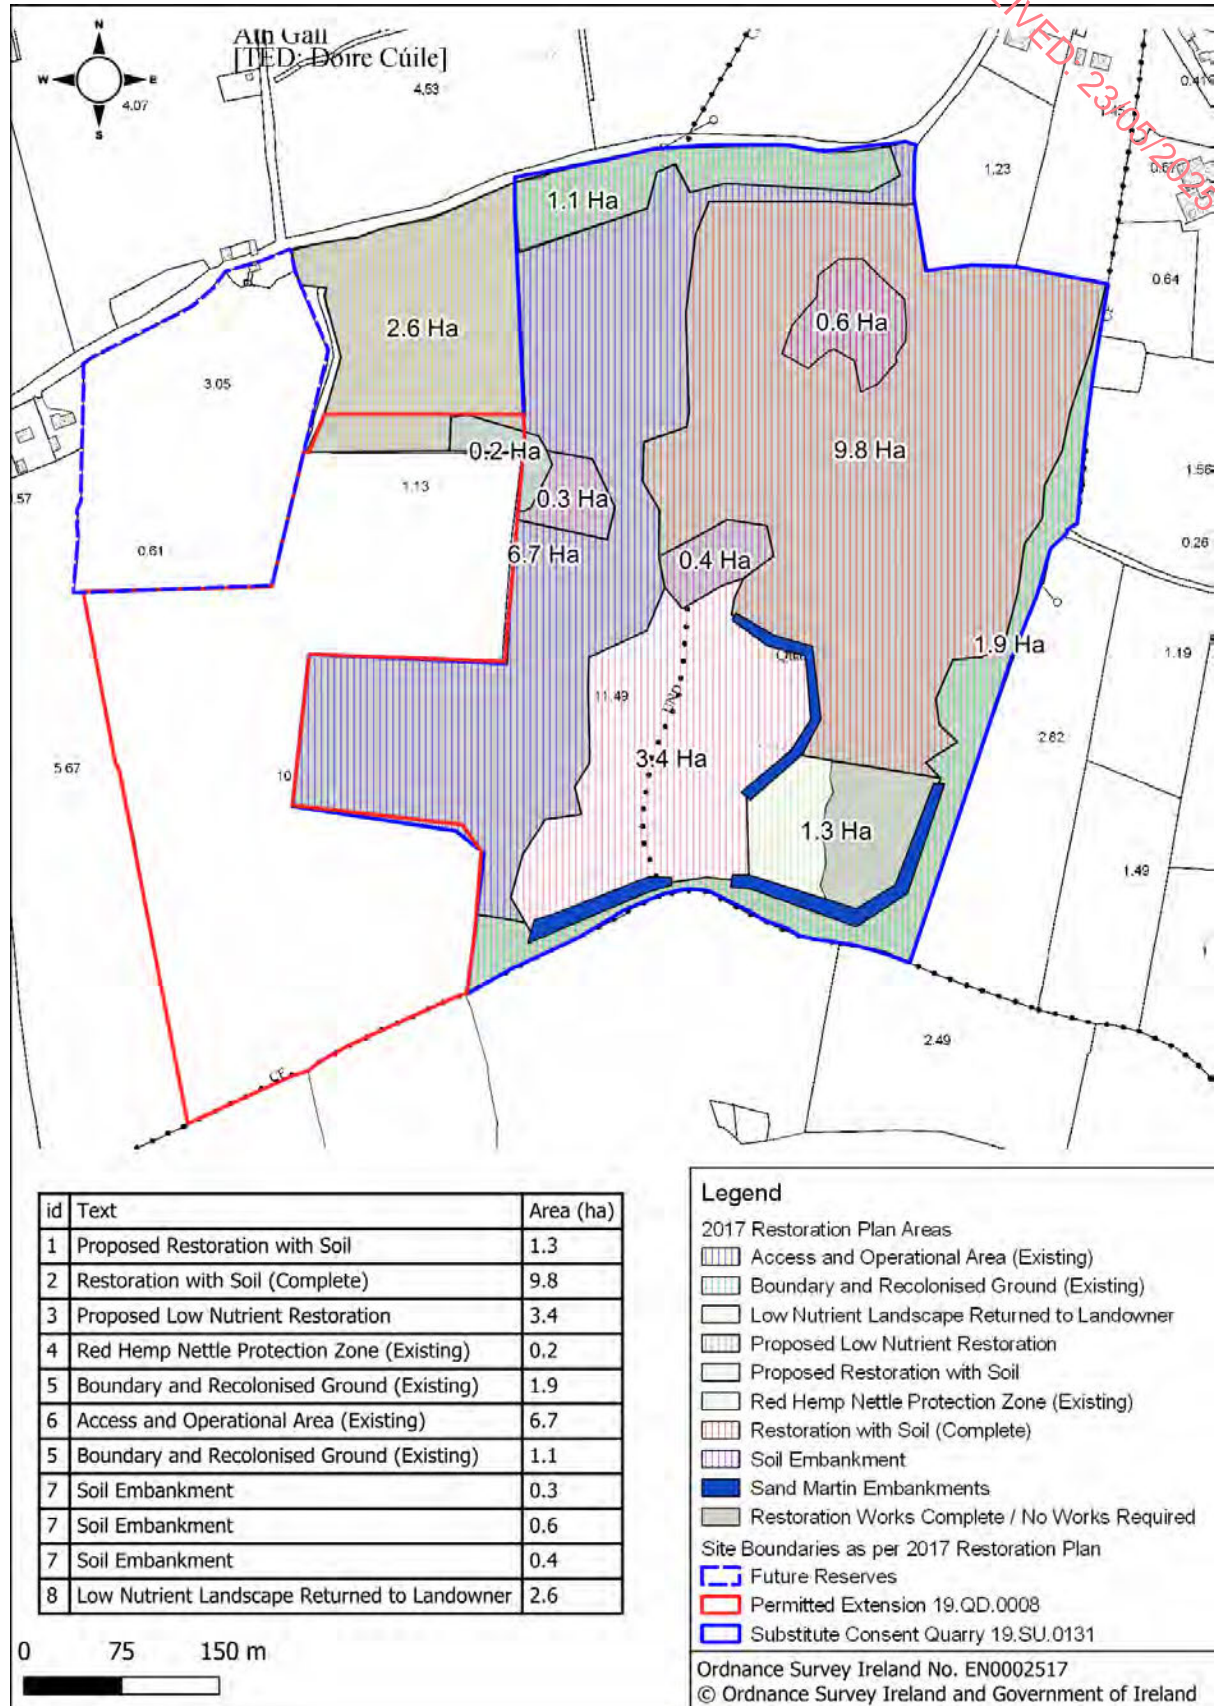 RECEIVED: 23/05/2025
N
W
E
S
Ath Gall
[TED: Doire Cúile]
4.07
4.53
1.23
0.64
1.1 Ha
2.6 Ha
0.6 Ha
3.05
9.8 Ha
0.2 Ha
1.13
0.3 Ha
1.56
.57
0.61
6.7 Ha
0.4 Ha
0.26
1.9 Ha
1.19
11.49
UND
2.62
5.67
10
3.4 Ha
1.3 Ha
1.49
2.49
CF
id Text Area (ha)
1 Proposed Restoration with Soil 1.3
2 Restoration with Soil (Complete) 9.8
3 Proposed Low Nutrient Restoration 3.4
4 Red Hemp Nettle Protection Zone (Existing) 0.2
5 Boundary and Recolonised Ground (Existing) 1.9
6 Access and Operational Area (Existing) 6.7
5 Boundary and Recolonised Ground (Existing) 1.1
7 Soil Embankment 0.3
7 Soil Embankment 0.6
7 Soil Embankment 0.4
8 Low Nutrient Landscape Returned to Landowner 2.6
0 75 150 m
Legend
2017 Restoration Plan Areas
Access and Operational Area (Existing)
Boundary and Recolonised Ground (Existing)
Low Nutrient Landscape Returned to Landowner
Proposed Low Nutrient Restoration
Proposed Restoration with Soil
Red Hemp Nettle Protection Zone (Existing)
Restoration with Soil (Complete)
Soil Embankment
Sand Martin Embankments
Restoration Works Complete / No Works Required
Site Boundaries as per 2017 Restoration Plan
Future Reserves
Permitted Extension 19.QD.0008
Substitute Consent Quarry 19.SU.0131
Ordnance Survey Ireland No. EN0002517
© Ordnance Survey Ireland and Government of Ireland